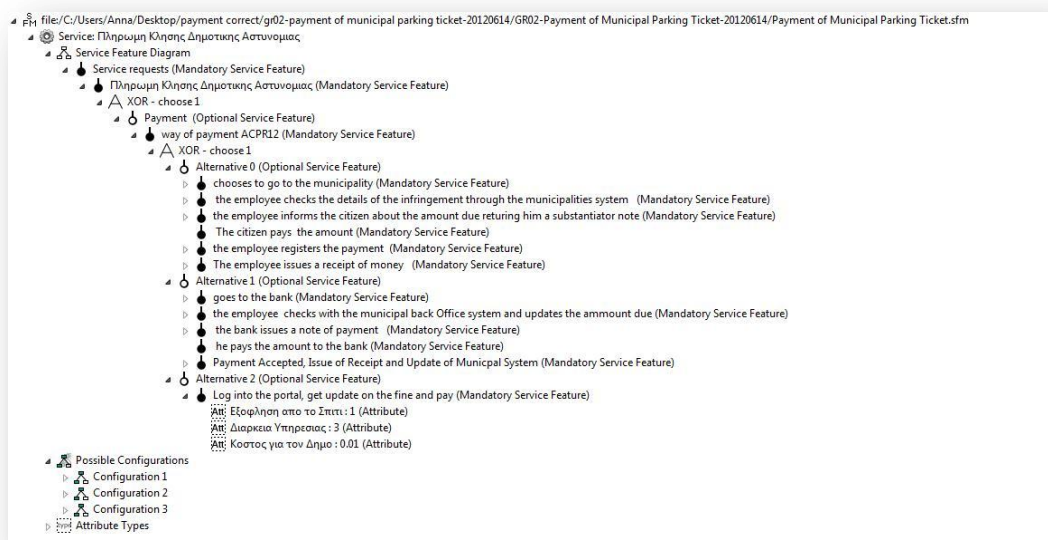 S
FM file:/C:/Users/Anna/Desktop/payment correct/gr02-payment of municipal parking ticket-20120614/GR02-Payment of Municipal Parking Ticket-20120614/Payment of Municipal Parking Ticket.sfm
Service: Πληρωμη Κλησης Δημοτικης Αστυνομιας
Service Feature Diagram
Service requests (Mandatory Service Feature)
Πληρωμη Κλησης Δημοτικης Αστυνομιας (Mandatory Service Feature)
XOR - choose 1
Payment (Optional Service Feature)
way of payment ACPR12 (Mandatory Service Feature)
XOR - choose 1
Alternative 0 (Optional Service Feature)
chooses to go to the municipality (Mandatory Service Feature)
the employee checks the details of the infringement through the municipalities system (Mandatory Service Feature)
the employee informs the citizen about the amount due returing him a substantiator note (Mandatory Service Feature)
The citizen pays the amount (Mandatory Service Feature)
the employee registers the payment (Mandatory Service Feature)
The employee issues a receipt of money (Mandatory Service Feature)
Alternative 1 (Optional Service Feature)
goes to the bank (Mandatory Service Feature)
the employee checks with the municipal back Office system and updates the ammount due (Mandatory Service Feature)
the bank issues a note of payment (Mandatory Service Feature)
he pays the amount to the bank (Mandatory Service Feature)
Payment Accepted, Issue of Receipt and Update of Municpal System (Mandatory Service Feature)
Alternative 2 (Optional Service Feature)
Log into the portal, get update on the fine and pay (Mandatory Service Feature)
Att Εξοφληση απο το Σπιτι : 1 (Attribute)
Att Διαρκεια Υπηρεσιας : 3 (Attribute)
Att Κοστος για τον Δημο : 0.01 (Attribute)
Possible Configurations
Configuration 1
Configuration 2
Configuration 3
Attribute Types